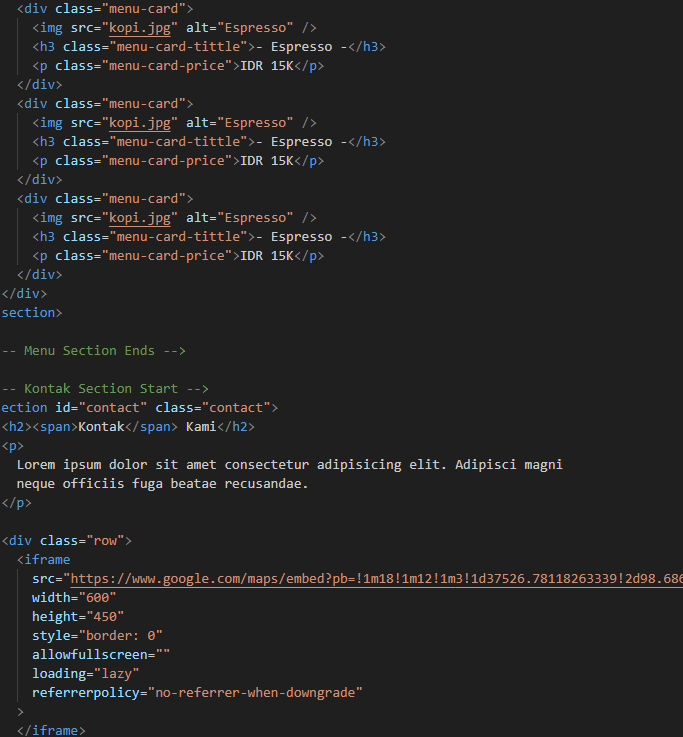 <div class="menu-card">
<img src="kopi.jpg" alt="Espresso" />
<h3 class="menu-card-tittle">- Espresso -</h3>
<p class="menu-card-price">IDR 15K</p>
</div>
<div class="menu-card">
<img src="kopi.jpg" alt="Espresso" />
<h3 class="menu-card-tittle">- Espresso -</h3>
<p class="menu-card-price">IDR 15K</p>
</div>
<div class="menu-card">
<img src="kopi.jpg" alt="Espresso" />
<h3 class="menu-card-tittle">- Espresso -</h3>
<p class="menu-card-price">IDR 15K</p>
</div>
</div>
section>
-- Menu Section Ends -->
-- Kontak Section Start -->
ection id="contact" class="contact">
<h2><span>Kontak</span> Kami</h2>
<p>
Lorem ipsum dolor sit amet consectetur adipisicing elit. Adipisci magni
neque officiis fuga beatae recusandae.
</p>
<div class="row">
<iframe
src="https://www.google.com/maps/embed?pb=!1m18!1m12!1m3!1d37526.78118263339!2d98.686
width="600"
height="450"
style="border: 0"
allowfullscreen=""
loading="lazy"
referrerpolicy="no-referrer-when-downgrade"
>
</iframe>